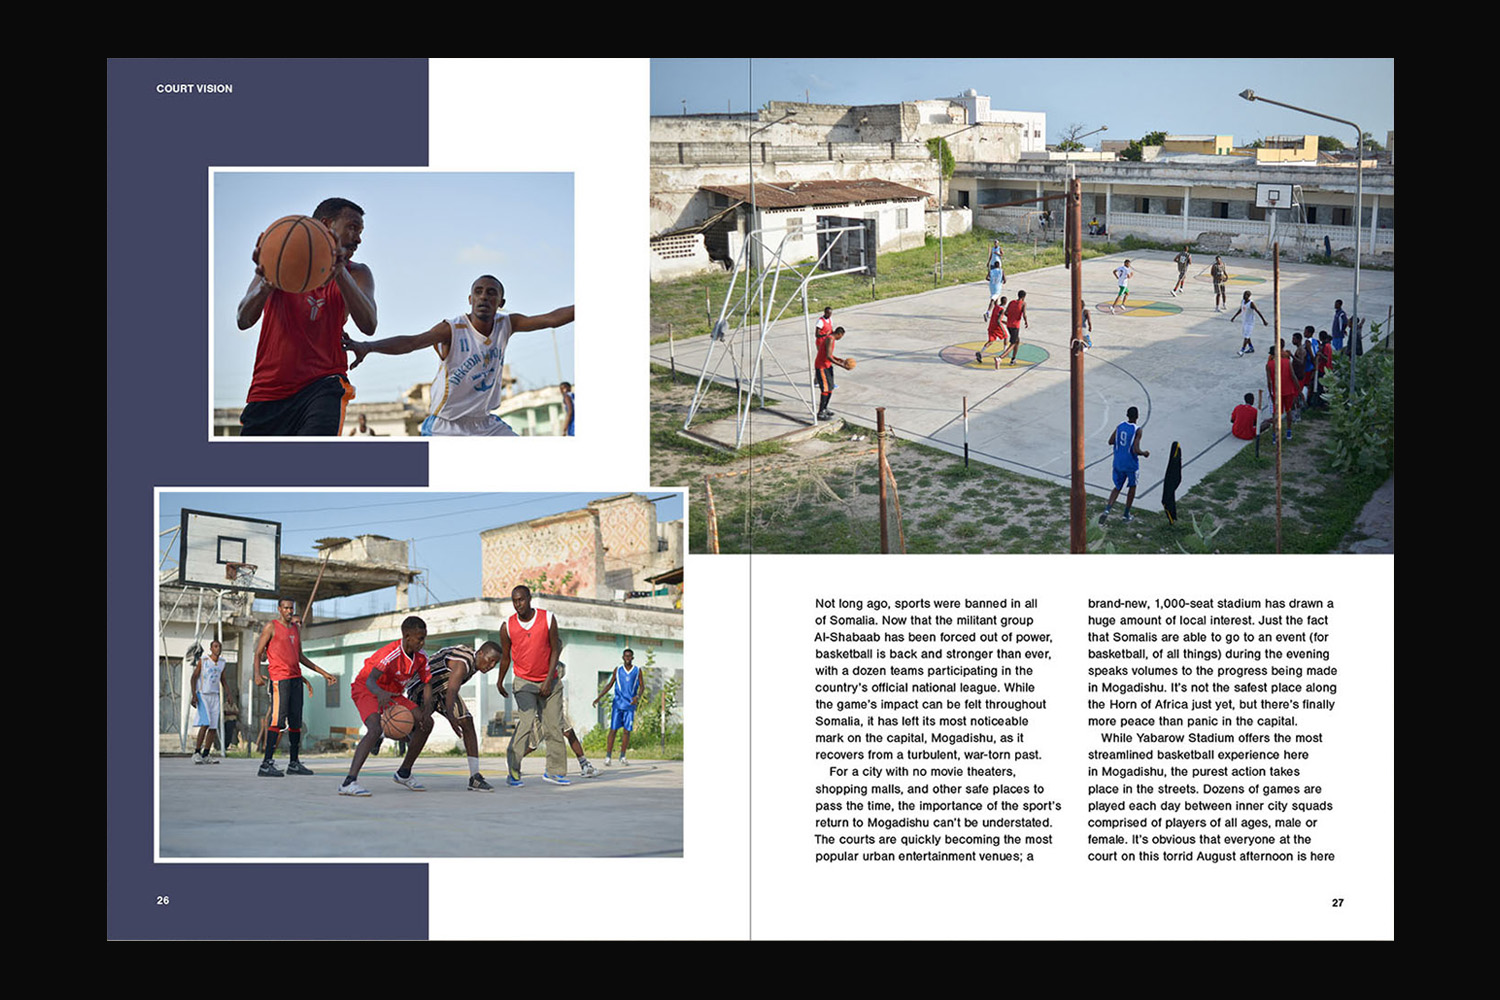 COURT VISION
11
9
Not long ago, sports were banned in all
of Somalia. Now that the militant group
Al-Shabaab has been forced out of power,
basketball is back and stronger than ever,
with a dozen teams participating in the
country's official national league. While
the game's impact can be felt throughout
Somalia, it has left its most noticeable
mark on the capital, Mogadishu, as it
recovers from a turbulent, war-torn past.
For a city with no movie theaters,
shopping malls, and other safe places to
pass the time, the importance of the sport's
return to Mogadishu can't be understated.
The courts are quickly becoming the most
popular urban entertainment venues; a
brand-new, 1,000-seat stadium has drawn a
huge amount of local interest. Just the fact
that Somalis are able to go to an event (for
basketball, of all things) during the evening
speaks volumes to the progress being made
in Mogadishu. It's not the safest place along
the Horn of Africa just yet, but there's finally
more peace than panic in the capital.
While Yabarow Stadium offers the most
streamlined basketball experience here
in Mogadishu, the purest action takes
place in the streets. Dozens of games are
played each day between inner city squads
comprised of players of all ages, male or
female. It's obvious that everyone at the
court on this torrid August afternoon is here
26
27